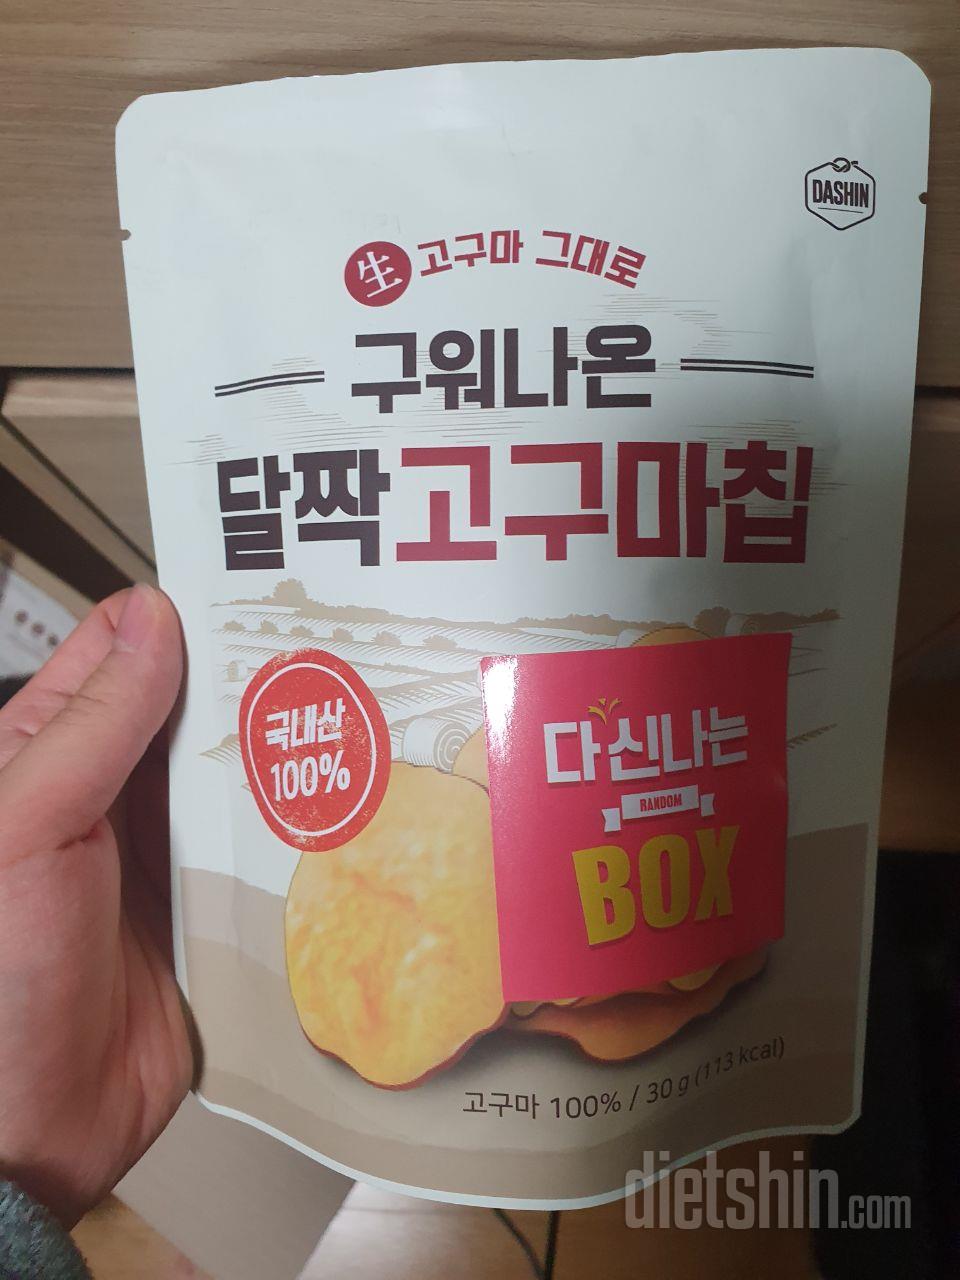 DASHIN
生 고구마 그대로
구워나온
달짝고구마칩
국내산
100%
다신나는
RANDOM
BOX
고구마 100% / 30 g (113 kcal)
dietshin.com